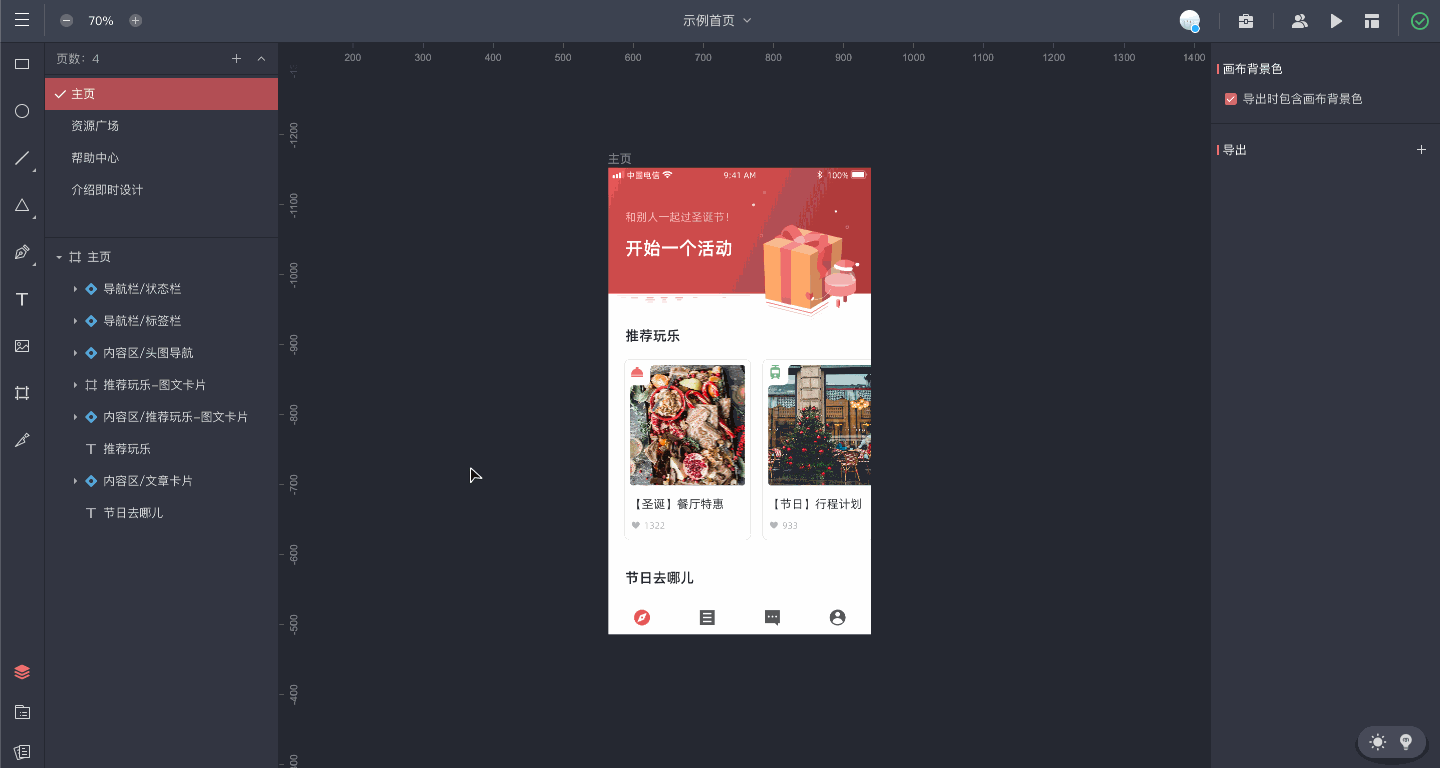 70%
示例首页
页数: 4
主页
资源广场
帮助中心
介绍即时设计
主页
导航栏/状态栏
导航栏/标签栏
内容区/头图导航
推荐玩乐-图文卡片
内容区/推荐玩乐-图文卡片
推荐玩乐
内容区/文章卡片
节日去哪儿
200 300 400 500 600 700 800 900 1000 1100 1200 1300 1400
-1200
-1100
-1000
-900
-800
-700
-600
-500
-400
主页
中国电信 9:41 AM 100%
和别人一起过圣诞节!
开始一个活动
推荐玩乐
【圣诞】餐厅特惠
1322
【节日】行程计划
933
节日去哪儿
画布背景色
导出时包含画布背景色
导出